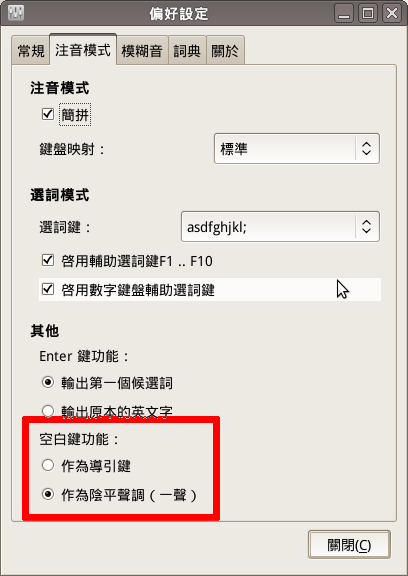 偏好設定
常規 注音模式 模糊音 詞典 關於
注音模式
簡拼
鍵盤映射： 標準
選詞模式
選詞鍵： asdfghjkl;
啓用輔助選詞鍵F1 .. F10
啓用數字鍵盤輔助選詞鍵
其他
Enter 鍵功能：
輸出第一個候選詞
輸出原本的英文字
空白鍵功能：
作為導引鍵
作為陰平聲調（一聲）
關閉(C)